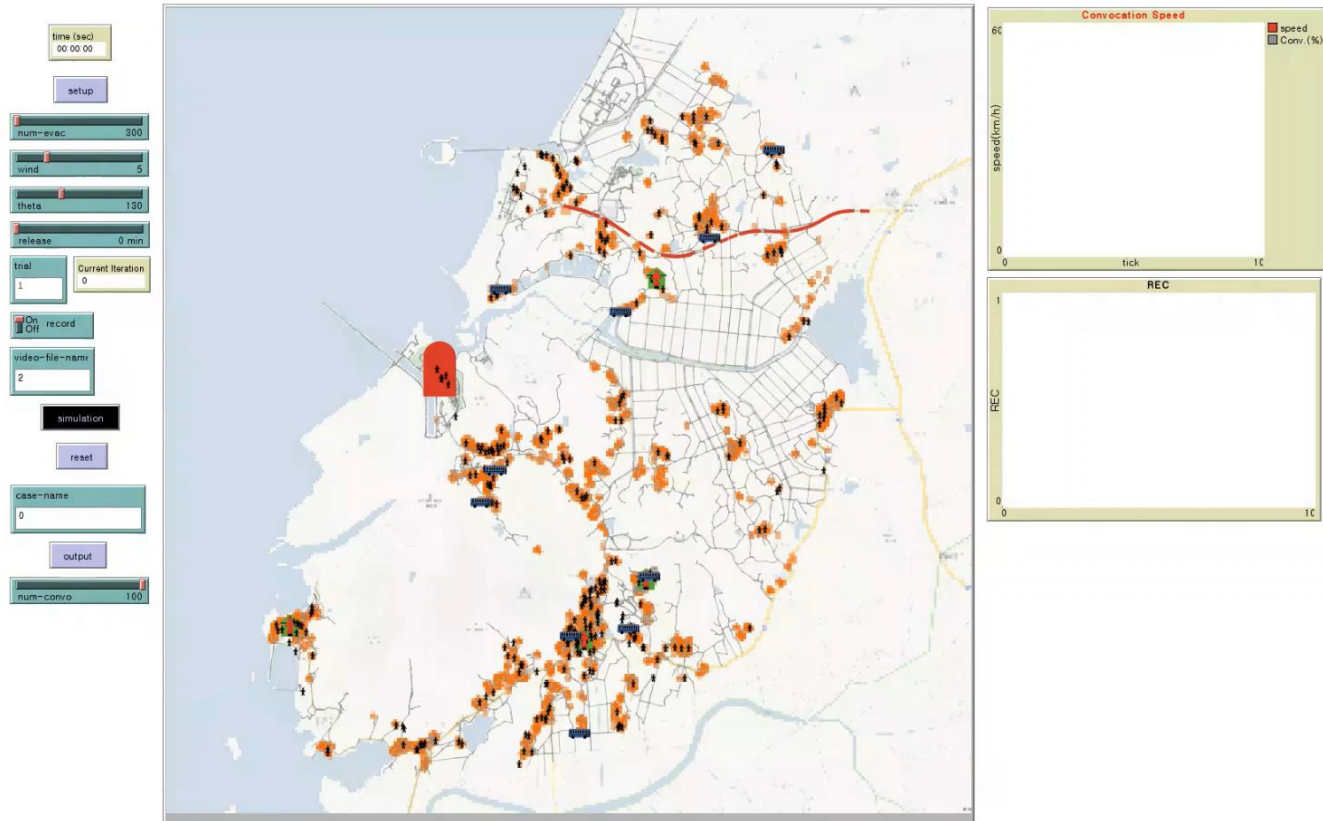 time (sec)
00:00:00
setup
num-evac 300
wind 5
theta 130
release 0 min
trial
1
Current Iteration
0
On
Off
record
video-file-name
2
simulation
reset
case-name
0
output
num-convo 100
Convocation Speed
60
speed(km/h)
0
0
tick
10
speed
Conv.(%)
REC
1
REC
0
0
10